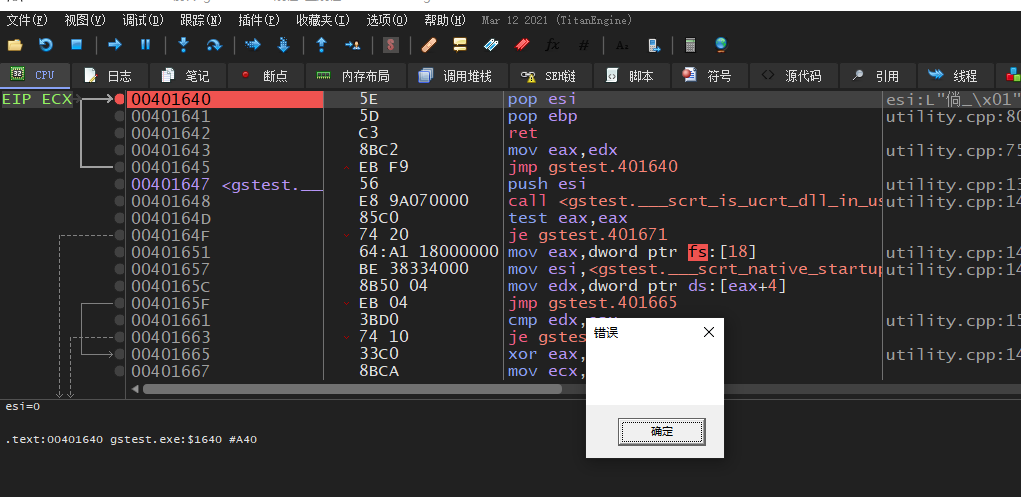 文件(F) 视图(V) 调试(D) 跟踪(N) 插件(P) 收藏夹(I) 选项(O) 帮助(H) Mar 12 2021 (TitanEngine)
CPU 日志 笔记 断点 内存布局 调用堆栈 SEH链 脚本 符号 源代码 引用 线程
EIP ECX 00401640 5E pop esi esi:L"倘_\x01"
00401641 5D pop ebp utility.cpp:80
00401642 C3 ret
00401643 8BC2 mov eax,edx utility.cpp:75
00401645 EB F9 jmp gstest.401640
00401647 <gstest.___ 56 push esi utility.cpp:13
00401648 E8 9A070000 call <gstest.___scrt_is_ucrt_dll_in_us utility.cpp:14
0040164D 85C0 test eax,eax
0040164F 74 20 je gstest.401671
00401651 64:A1 18000000 mov eax,dword ptr fs:[18] utility.cpp:14
00401657 BE 38334000 mov esi,<gstest.___scrt_native_startup utility.cpp:14
0040165C 8B50 04 mov edx,dword ptr ds:[eax+4]
0040165F EB 04 jmp gstest.401665
00401661 3BD0 cmp edx,eax utility.cpp:15
00401663 74 10 je gste
00401665 33C0 xor eax, utility.cpp:14
00401667 8BCA mov ecx,
错误
确定
esi=0
.text:00401640 gstest.exe:$1640 #A40